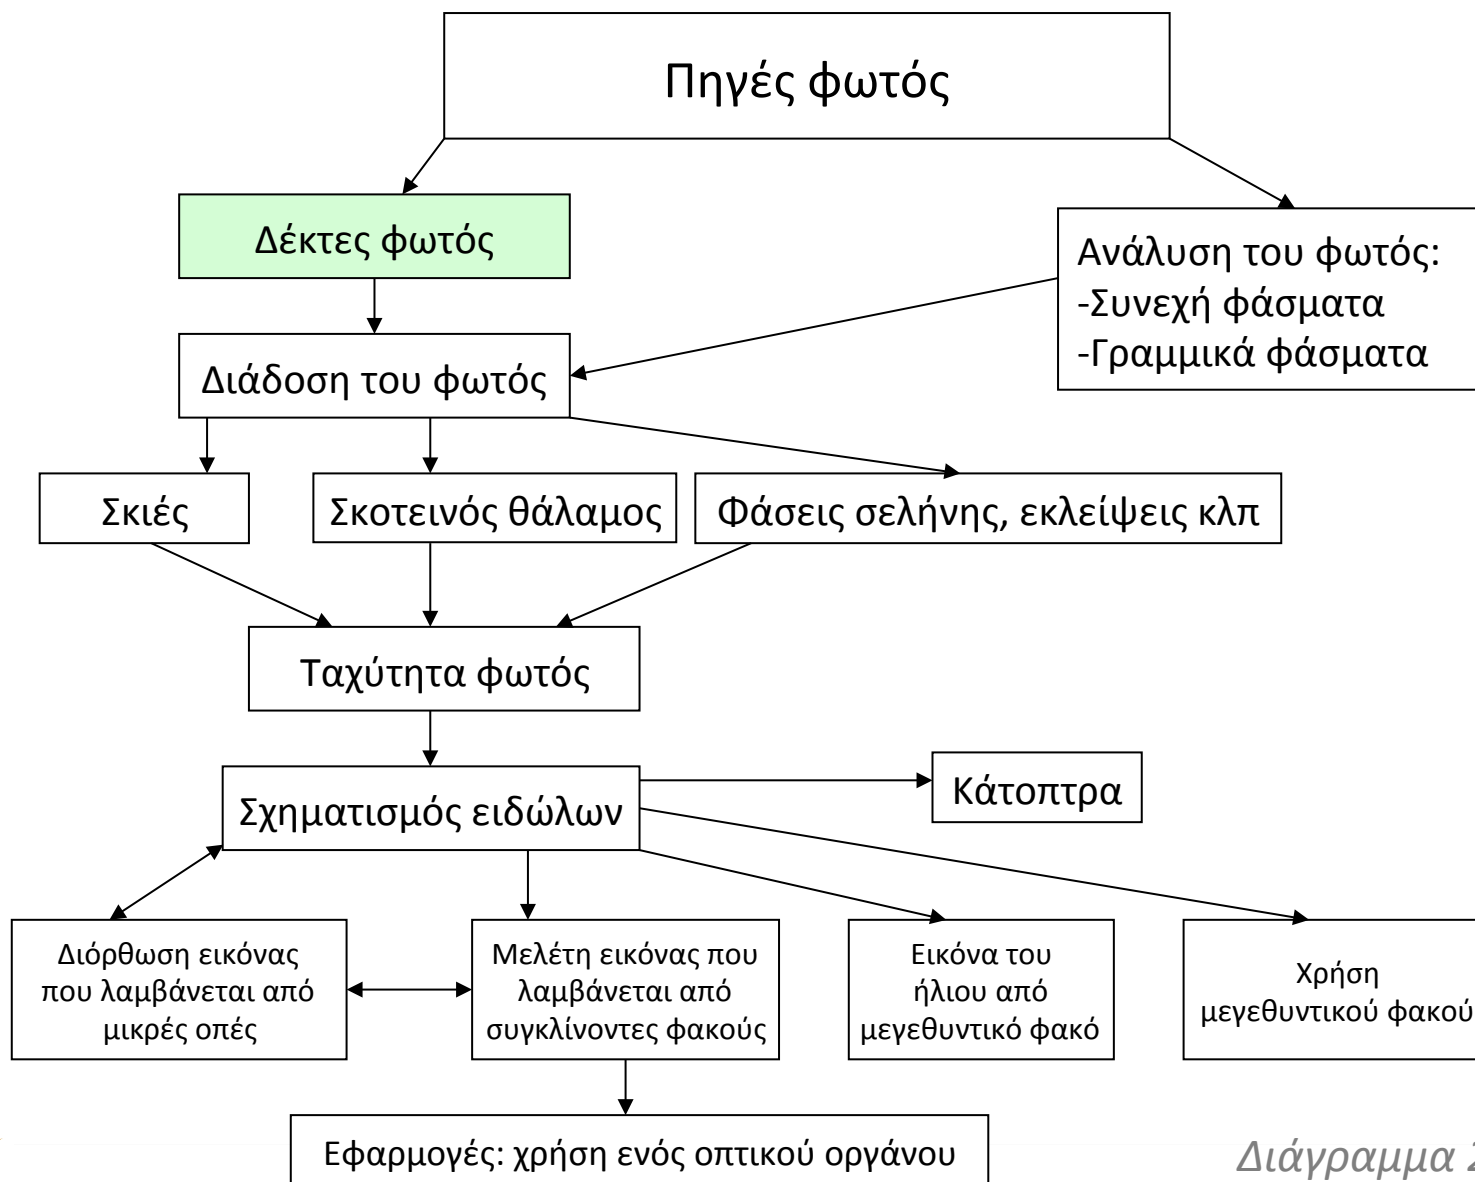 Πηγές φωτός
Δέκτες φωτός
Ανάλυση του φωτός:
-Συνεχή φάσματα
-Γραμμικά φάσματα
Διάδοση του φωτός
Σκιές
Σκοτεινός θάλαμος
Φάσεις σελήνης, εκλείψεις κλπ
Ταχύτητα φωτός
Σχηματισμός ειδώλων
Κάτοπτρα
Διόρθωση εικόνας
που λαμβάνεται από
μικρές οπές
Μελέτη εικόνας που
λαμβάνεται από
συγκλίνοντες φακούς
Εικόνα του
ήλιου από
μεγεθυντικό φακό
Χρήση
μεγεθυντικού φακού
Εφαρμογές: χρήση ενός οπτικού οργάνου
Διάγραμμα 2